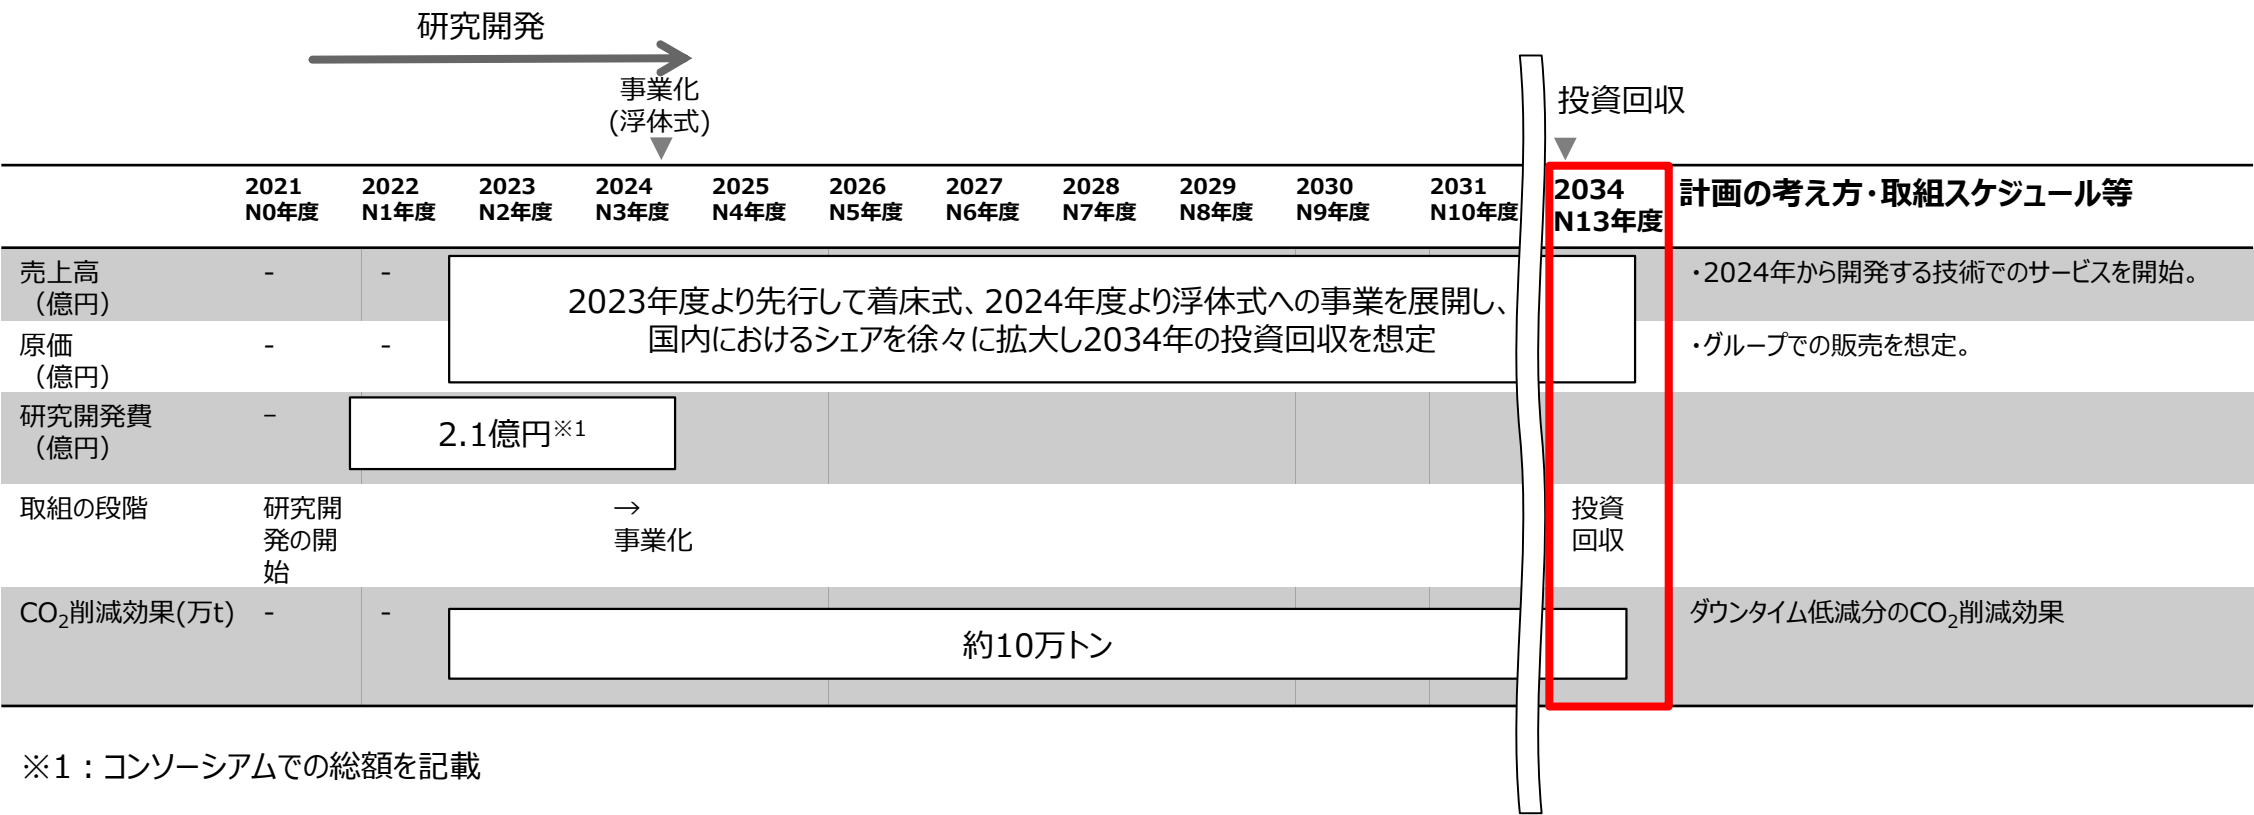 研究開発
事業化
(浮体式)
投資回収
2021
N0年度
2022
N1年度
2023
N2年度
2024
N3年度
2025
N4年度
2026
N5年度
2027
N6年度
2028
N7年度
2029
N8年度
2030
N9年度
2031
N10年度
2034
N13年度
計画の考え方・取組スケジュール等
売上高
（億円）
-
-
2023年度より先行して着床式、2024年度より浮体式への事業を展開し、
国内におけるシェアを徐々に拡大し2034年の投資回収を想定
・2024年から開発する技術でのサービスを開始。
原価
（億円）
-
-
・グループでの販売を想定。
研究開発費
（億円）
–
2.1億円※1
取組の段階
研究開
発の開
始
→
事業化
投資
回収
CO2削減効果(万t)
-
-
約10万トン
ダウンタイム低減分のCO2削減効果
※1：コンソーシアムでの総額を記載